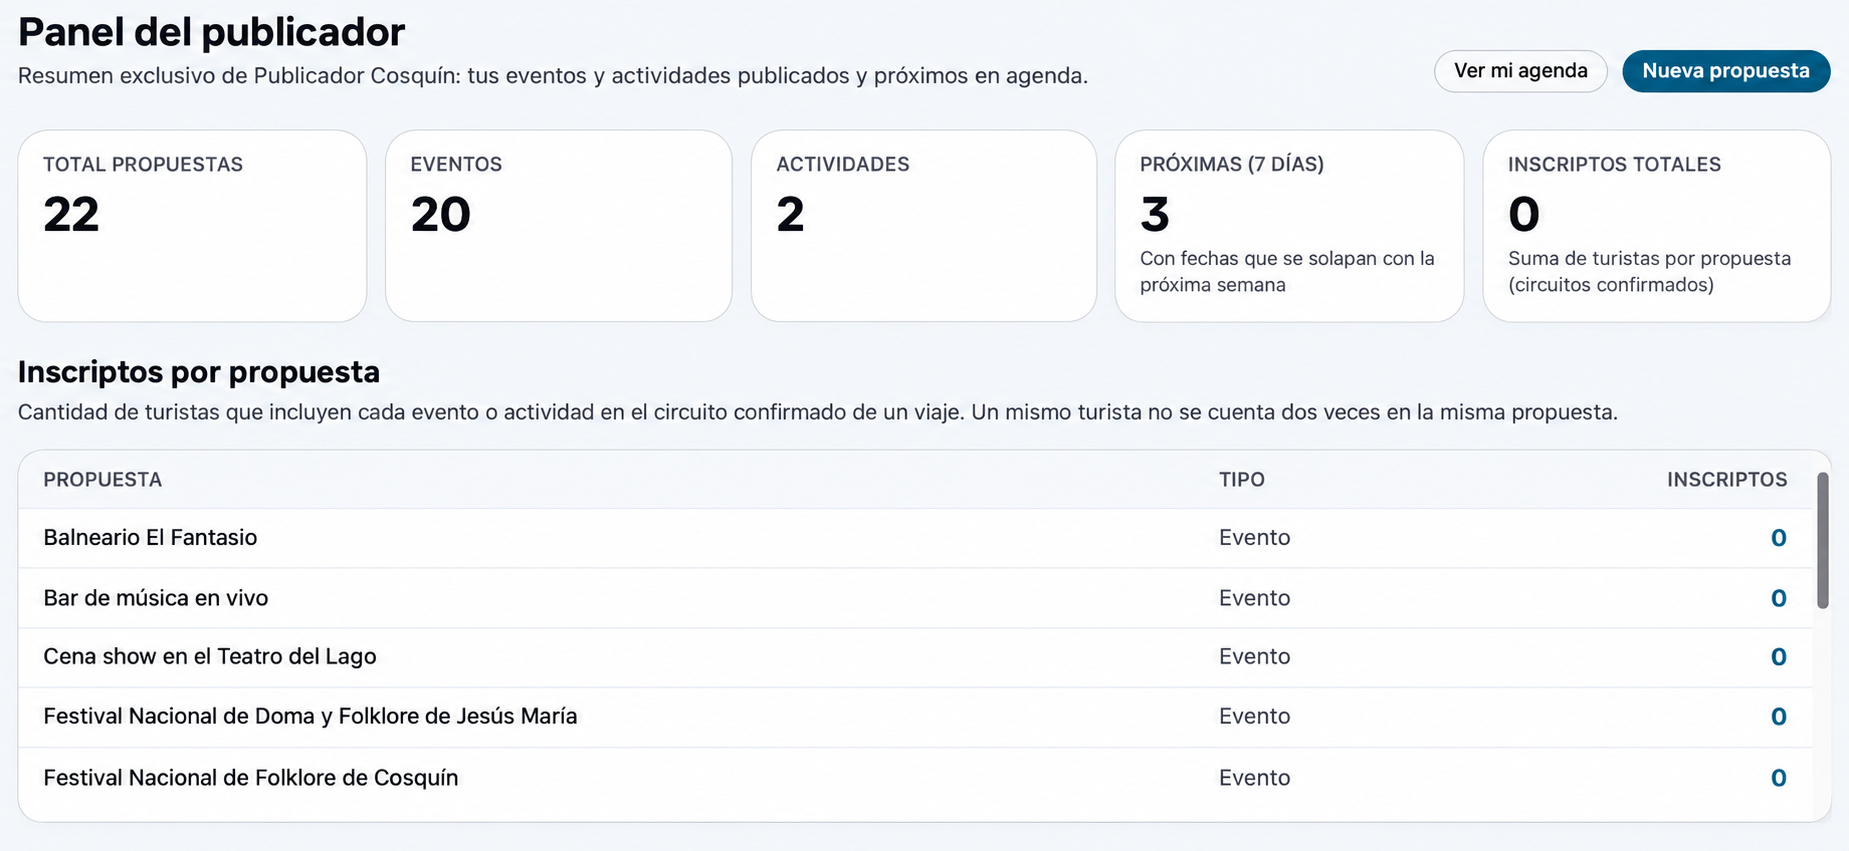 Panel del publicador
Resumen exclusivo de Publicador Cosquín: tus eventos y actividades publicados y próximos en agenda.
Ver mi agenda
Nueva propuesta
TOTAL PROPUESTAS
22
EVENTOS
20
ACTIVIDADES
2
PRÓXIMAS (7 DÍAS)
3
Con fechas que se solapan con la
próxima semana
INSCRIPTOS TOTALES
0
Suma de turistas por propuesta
(circuitos confirmados)
Inscriptos por propuesta
Cantidad de turistas que incluyen cada evento o actividad en el circuito confirmado de un viaje. Un mismo turista no se cuenta dos veces en la misma propuesta.
PROPUESTA TIPO INSCRIPTOS
Balneario El Fantasio Evento 0
Bar de música en vivo Evento 0
Cena show en el Teatro del Lago Evento 0
Festival Nacional de Doma y Folklore de Jesús María Evento 0
Festival Nacional de Folklore de Cosquín Evento 0